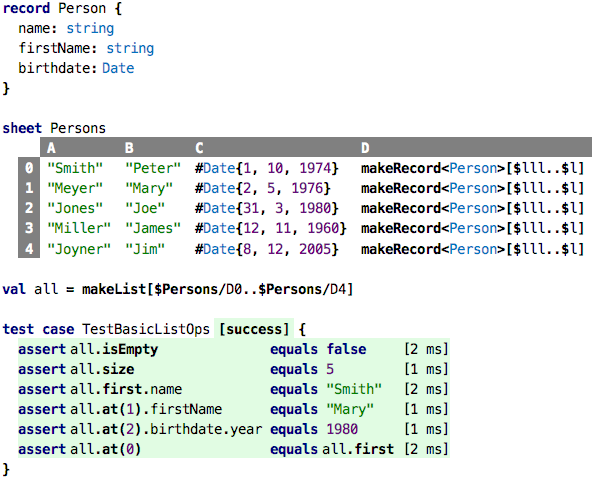 record Person {
name: string
firstName: string
birthdate: Date
}
sheet Persons
A B C D
0 "Smith" "Peter" #Date{1, 10, 1974} makeRecord<Person>[$lll..$l]
1 "Meyer" "Mary" #Date{2, 5, 1976} makeRecord<Person>[$lll..$l]
2 "Jones" "Joe" #Date{31, 3, 1980} makeRecord<Person>[$lll..$l]
3 "Miller" "James" #Date{12, 11, 1960} makeRecord<Person>[$lll..$l]
4 "Joyner" "Jim" #Date{8, 12, 2005} makeRecord<Person>[$lll..$l]
val all = makeList[$Persons/D0..$Persons/D4]
test case TestBasicListOps [success] {
assert all.isEmpty equals false [2 ms]
assert all.size equals 5 [1 ms]
assert all.first.name equals "Smith" [2 ms]
assert all.at(1).firstName equals "Mary" [1 ms]
assert all.at(2).birthdate.year equals 1980 [1 ms]
assert all.at(0) equals all.first [2 ms]
}